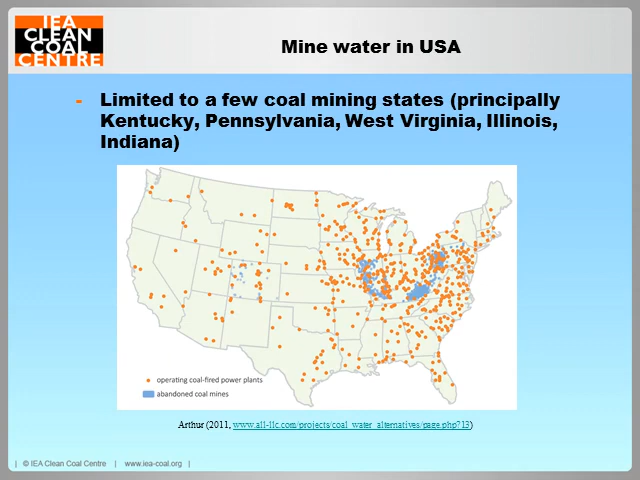 IEA
CLEAN
COAL
CENTRE
Mine water in USA
- Limited to a few coal mining states (principally
Kentucky, Pennsylvania, West Virginia, Illinois,
Indiana)
operating coal-fired power plants
abandoned coal mines
Arthur (2011, www.all-llc.com/projects/coal_water_alternatives/page.php?13)
| © IEA Clean Coal Centre | www.iea-coal.org |